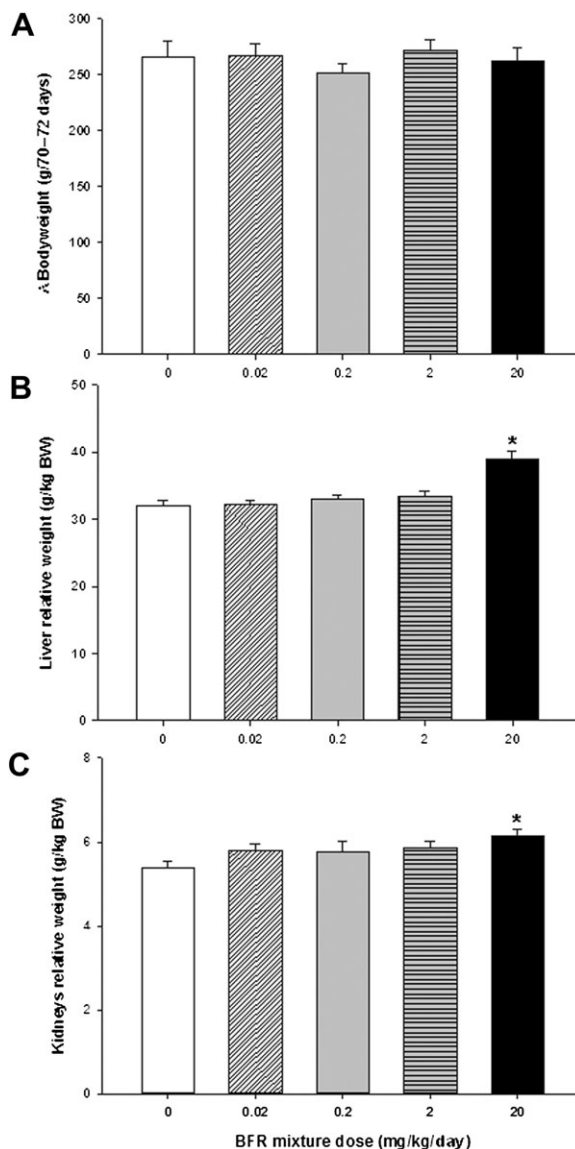 A
300
250
200
150
100
50
0
Δ Bodyweight (g/70–72 days)
0 0.02 0.2 2 20
B
50
40
30
20
10
0
Liver relative weight (g/kg BW)
*
0 0.02 0.2 2 20
C
8
6
4
2
0
Kidneys relative weight (g/kg BW)
*
0 0.02 0.2 2 20
BFR mixture dose (mg/kg/day)